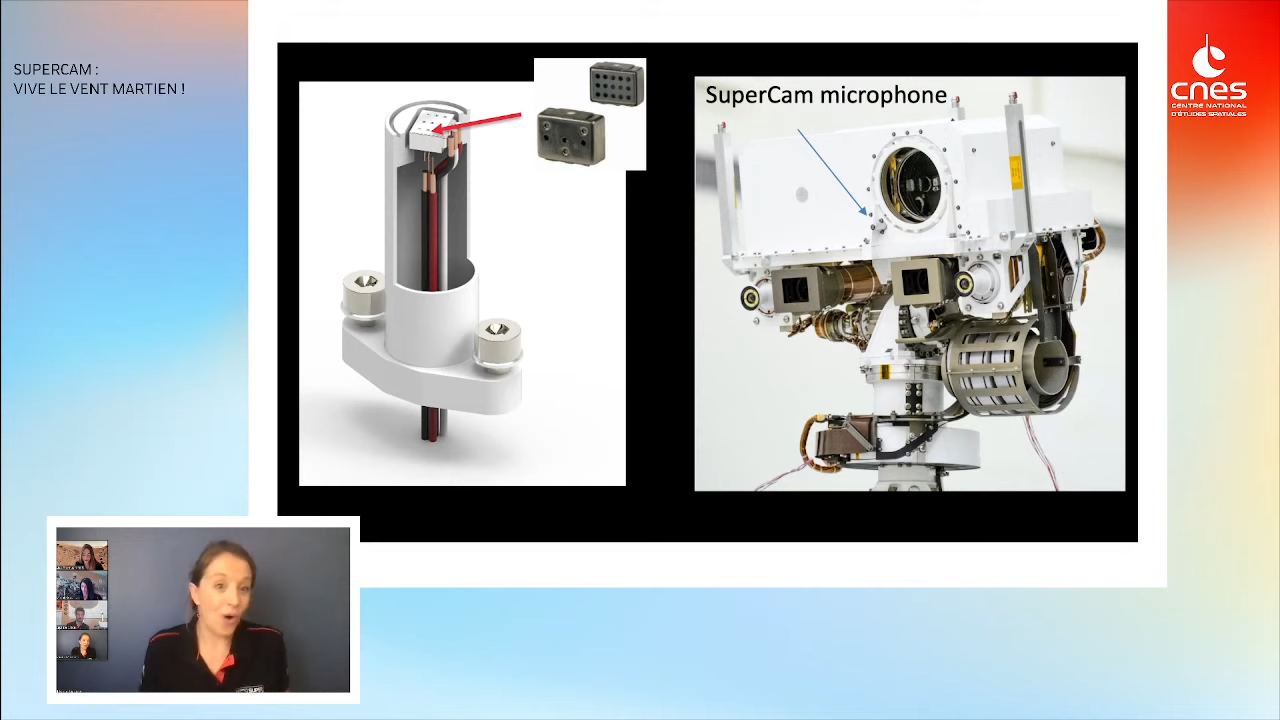 SUPERCAM :
VIVE LE VENT MARTIEN !
SuperCam microphone
cnes
CENTRE NATIONAL
D'ÉTUDES SPATIALES